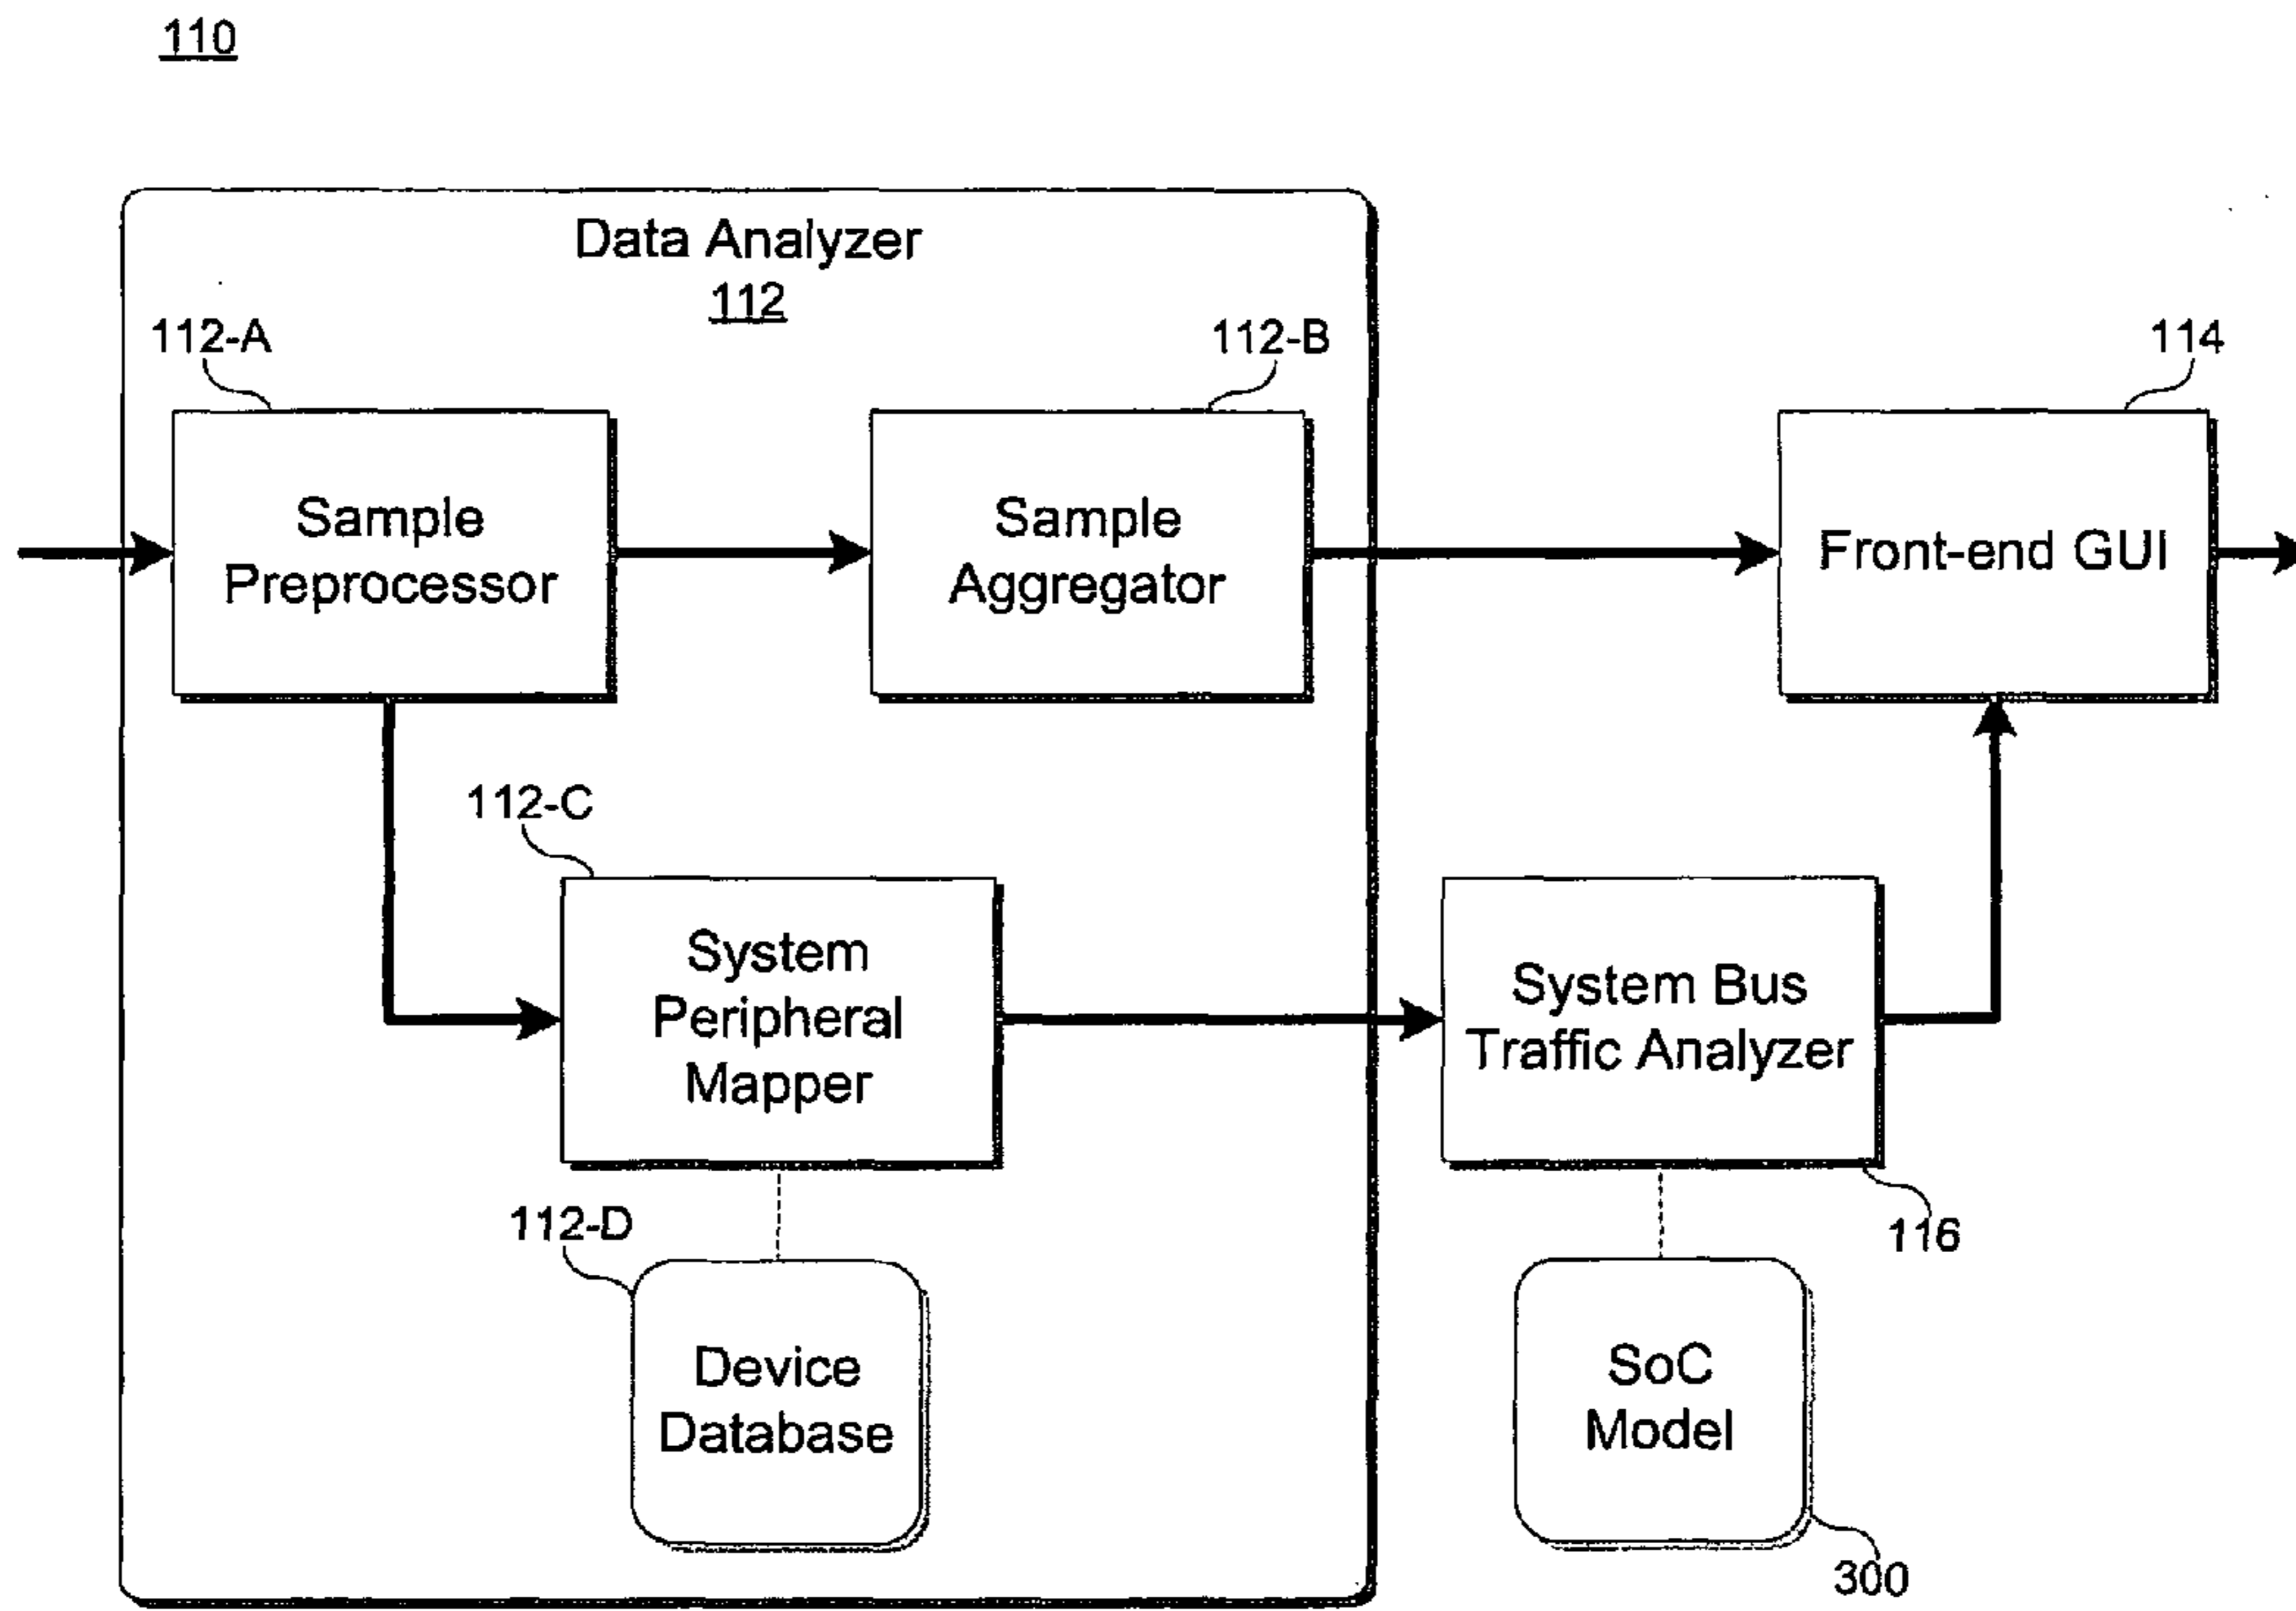 110
Data Analyzer
112
112-A
112-B
114
Sample
Preprocessor
Sample
Aggregator
Front-end GUI
112-C
System
Peripheral
Mapper
System Bus
Traffic Analyzer
112-D
116
Device
Database
SoC
Model
300